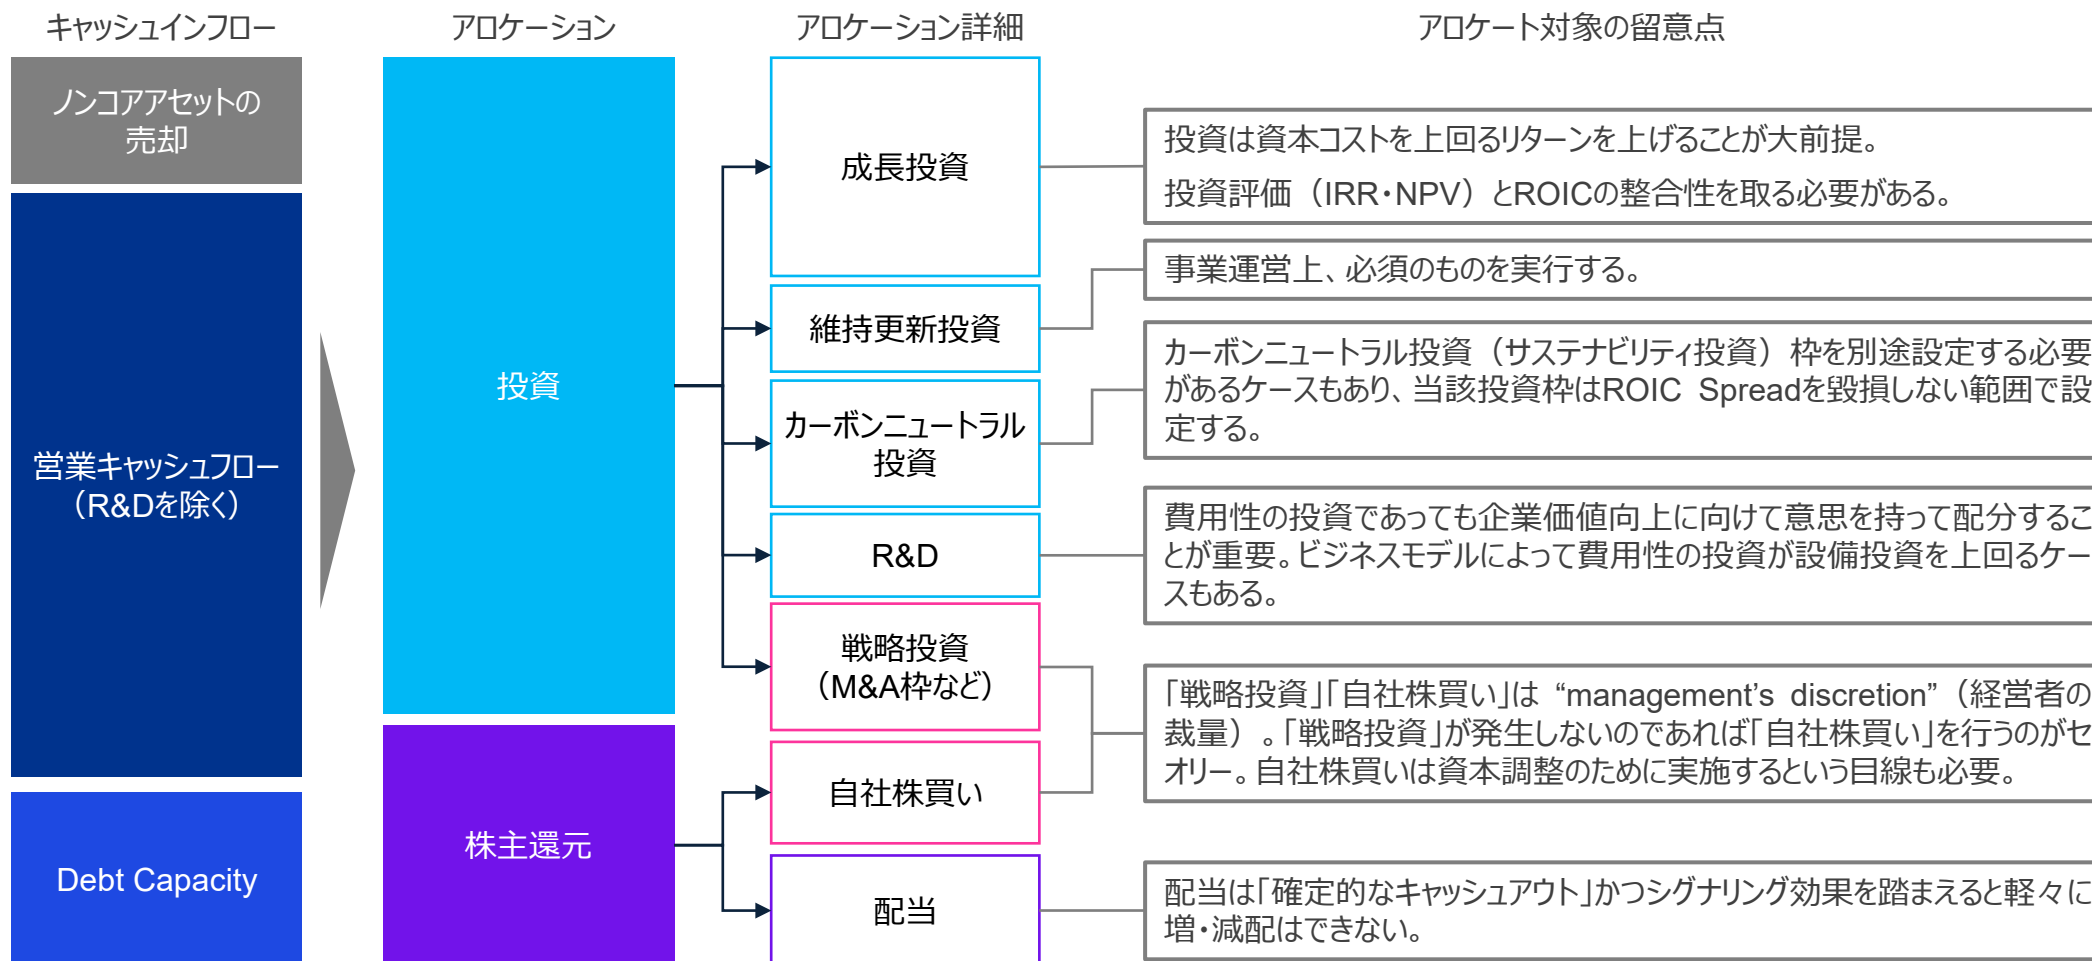 キャッシュインフロー
アロケーション
アロケーション詳細
アロケート対象の留意点
ノンコアアセットの
売却
営業キャッシュフロー
（R&Dを除く）
Debt Capacity
投資
株主還元
成長投資
維持更新投資
カーボンニュートラル
投資
R&D
戦略投資
（M&A枠など）
自社株買い
配当
投資は資本コストを上回るリターンを上げることが大前提。
投資評価（IRR・NPV）とROICの整合性を取る必要がある。
事業運営上、必須のものを実行する。
カーボンニュートラル投資（サステナビリティ投資）枠を別途設定する必要
があるケースもあり、当該投資枠はROIC Spreadを毀損しない範囲で設
定する。
費用性の投資であっても企業価値向上に向けて意思を持って配分するこ
とが重要。ビジネスモデルによって費用性の投資が設備投資を上回るケー
スもある。
「戦略投資」「自社株買い」は “management’s discretion”（経営者の
裁量）。「戦略投資」が発生しないのであれば「自社株買い」を行うのがセ
オリー。自社株買いは資本調整のために実施するという目線も必要。
配当は「確定的なキャッシュアウト」かつシグナリング効果を踏まえると軽々に
増・減配はできない。